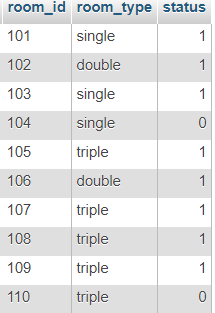 room_id room_type status
101 single 1
102 double 1
103 single 1
104 single 0
105 triple 1
106 double 1
107 triple 1
108 triple 1
109 triple 1
110 triple 0